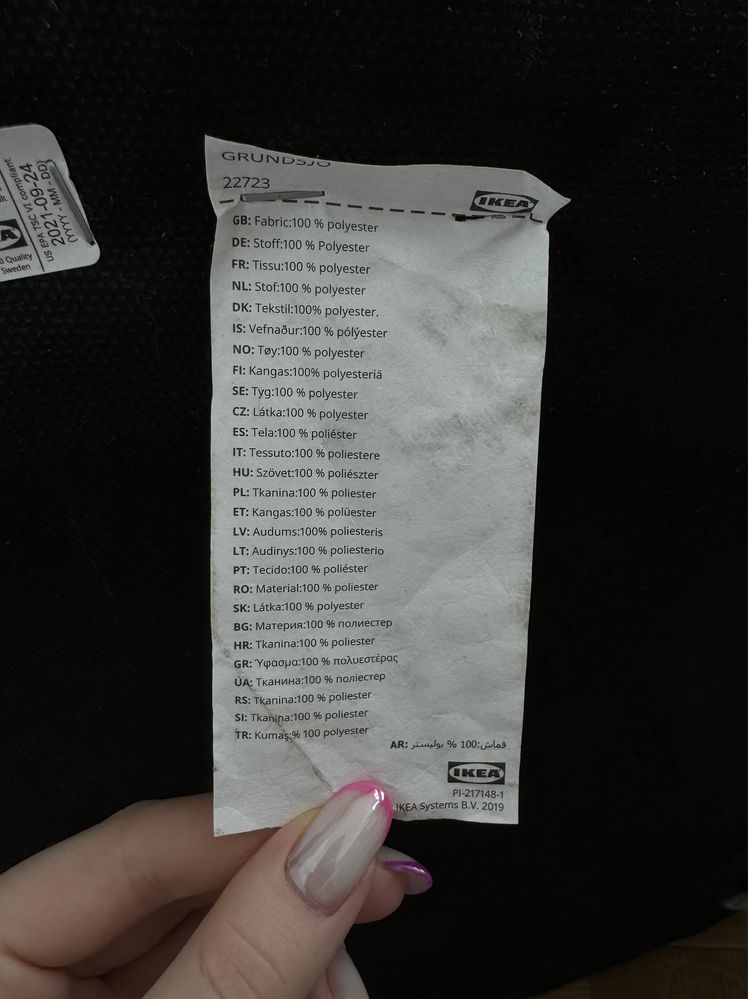 GRUNDSJÖ
22723
IKEA
GB: Fabric:100 % polyester
DE: Stoff:100 % Polyester
FR: Tissu:100 % polyester
NL: Stof:100 % polyester
DK: Tekstil:100% polyester.
IS: Vefnaður:100 % pólýester
NO: Tøy:100 % polyester
FI: Kangas:100% polyesteriä
SE: Tyg:100 % polyester
CZ: Látka:100 % polyester
ES: Tela:100 % poliéster
IT: Tessuto:100 % poliestere
HU: Szövet:100 % poliészter
PL: Tkanina:100 % poliester
ET: Kangas:100 % polüester
LV: Audums:100% poliesteris
LT: Audinys:100 % poliesterio
PT: Tecido:100 % poliéster
RO: Material:100 % poliester
SK: Látka:100 % polyester
BG: Материя:100 % полиестер
HR: Tkanina:100 % poliester
GR: Ύφασμα:100 % πολυεστέρας
UA: Тканина:100 % поліестер
RS: Tkanina:100 % poliester
SI: Tkanina:100 % poliester
TR: Kumaş:% 100 polyester
AR: قماش:100 % بوليستر
IKEA
PI-217148-1
IKEA Systems B.V. 2019
US EPA TSC VI compliant
2021-09-24
(YYYY - MM - DD)
Quality
Sweden